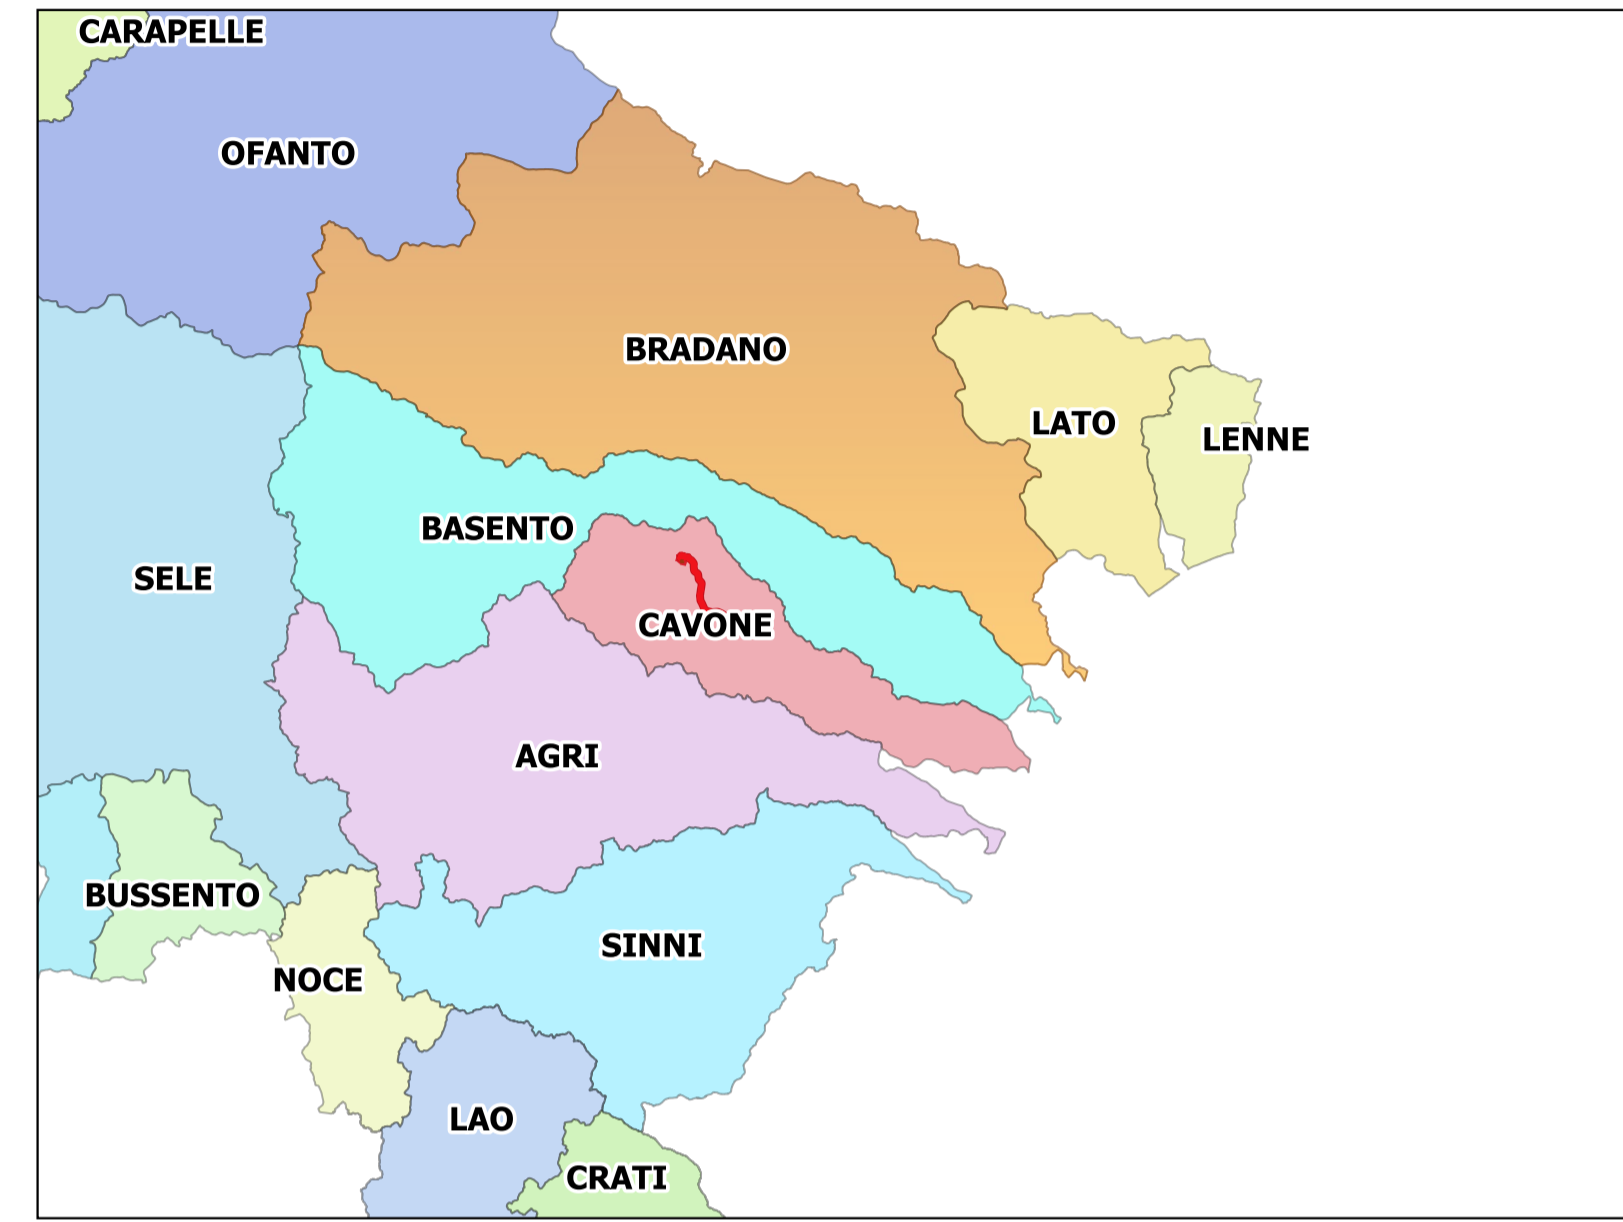 CARAPELLE
OFANTO
BRADANO
LATO
LENNE
BASENTO
SELE
CAVONE
AGRI
BUSSENTO
SINNI
NOCE
LAO
CRATI